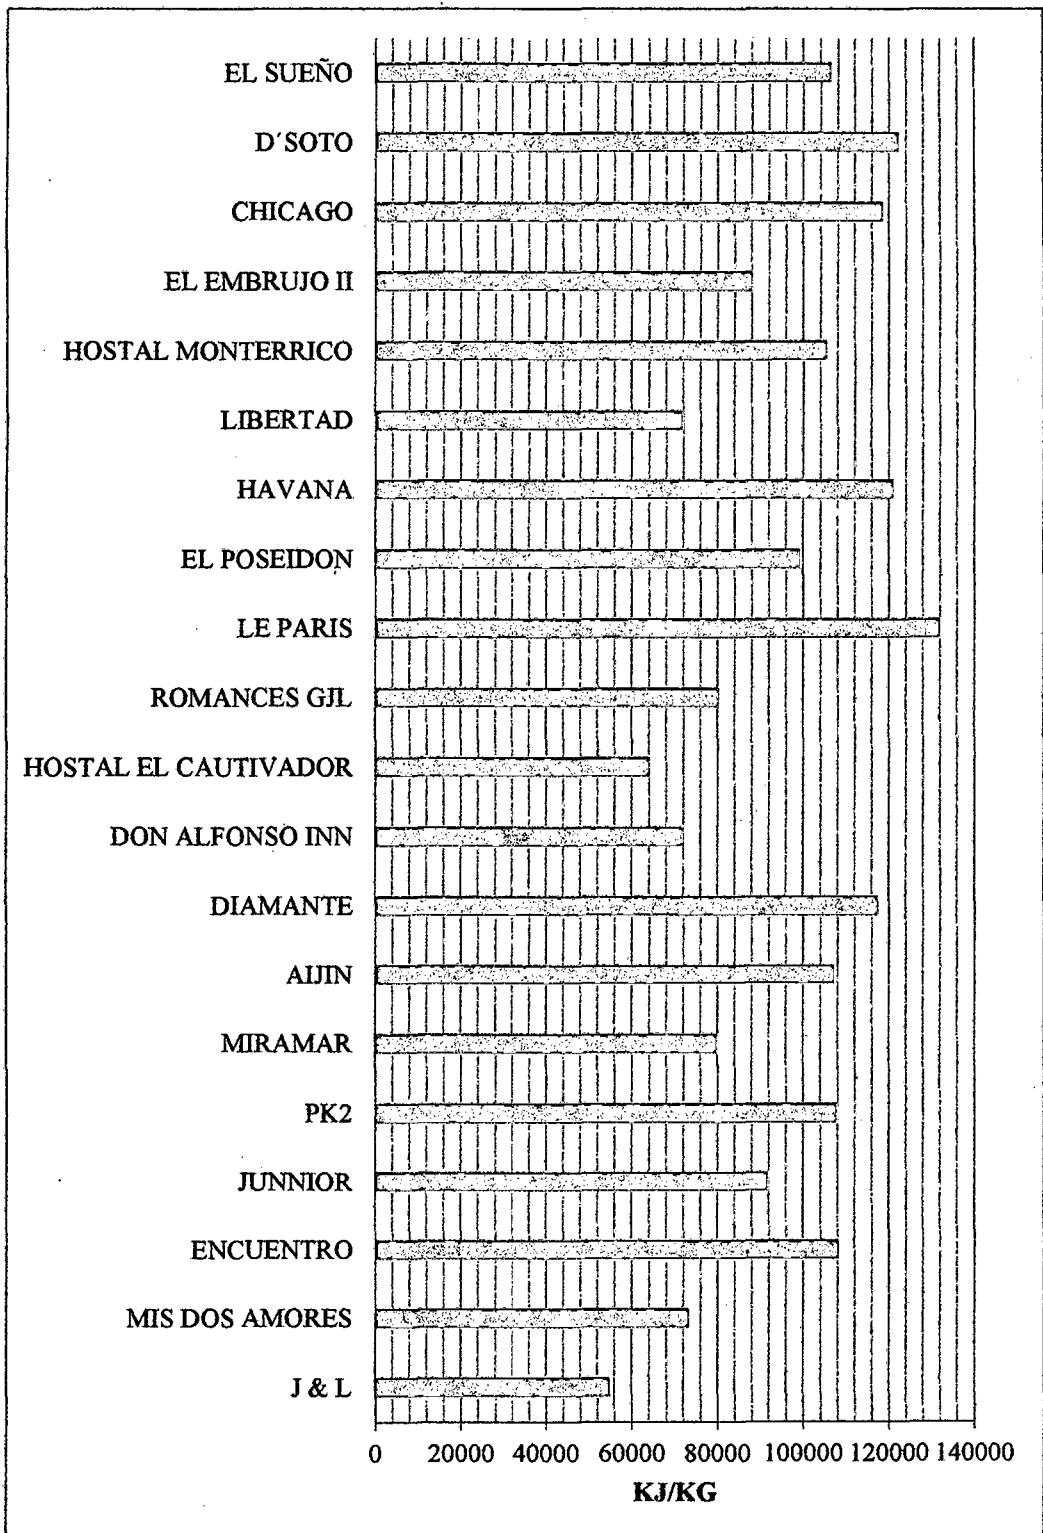 EL SUEÑO
D´SOTO
CHICAGO
EL EMBRUJO II
HOSTAL MONTERRICO
LIBERTAD
HAVANA
EL POSEIDON
LE PARIS
ROMANCES GJL
HOSTAL EL CAUTIVADOR
DON ALFONSO INN
DIAMANTE
AIJIN
MIRAMAR
PK2
JUNNIOR
ENCUENTRO
MIS DOS AMORES
J & L
0 20000 40000 60000 80000 100000 120000 140000
KJ/KG